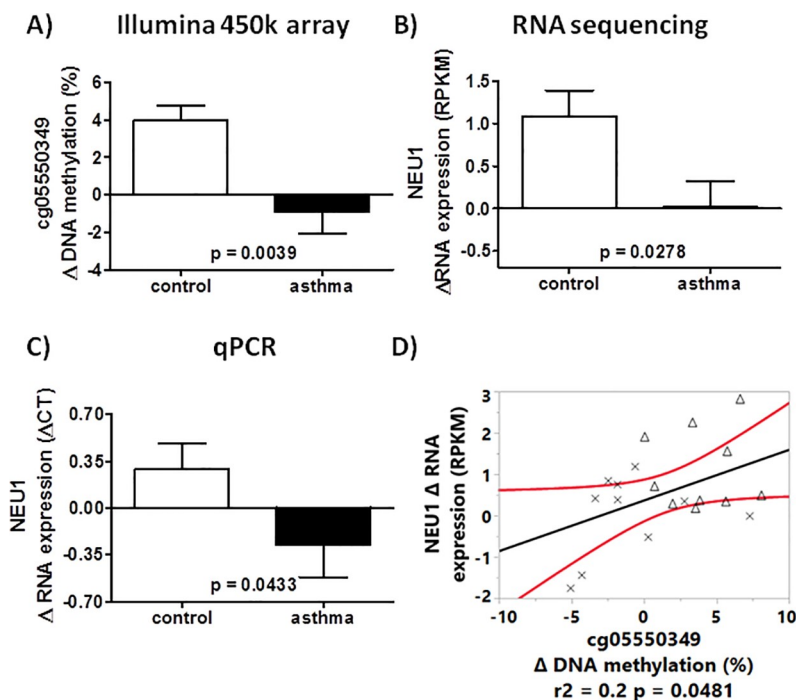 A) Illumina 450k array
cg05550349
Δ DNA methylation (%)
6
4
2
0
-2
-4
p = 0.0039
control asthma
B) RNA sequencing
NEU1
ΔRNA expression (RPKM)
1.5
1.0
0.5
0.0
-0.5
p = 0.0278
control asthma
C) qPCR
NEU1
Δ RNA expression (ΔCT)
0.70
0.35
0.00
-0.35
-0.70
p = 0.0433
control asthma
D)
NEU1 Δ RNA
expression (RPKM)
3
2
1
0
-1
-2
-10 -5 0 5 10
cg05550349
Δ DNA methylation (%)
r2 = 0.2 p = 0.0481